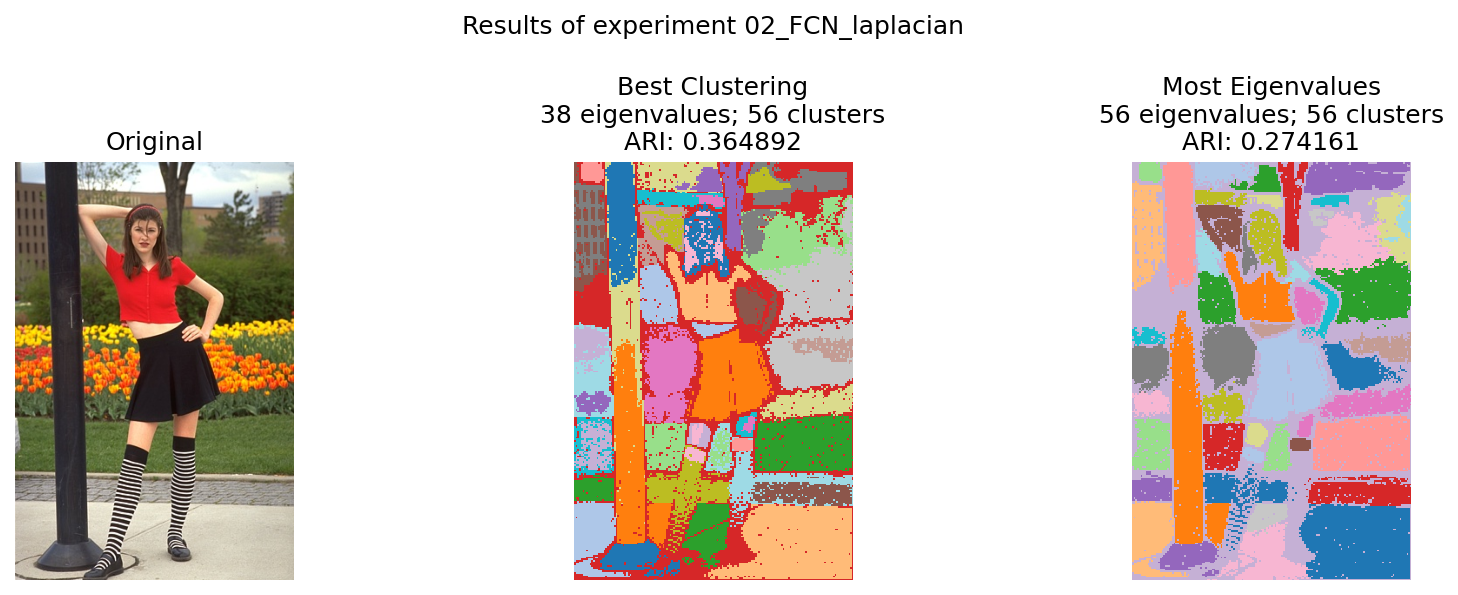 Results of experiment 02_FCN_laplacian
Original
Best Clustering
38 eigenvalues; 56 clusters
ARI: 0.364892
Most Eigenvalues
56 eigenvalues; 56 clusters
ARI: 0.274161